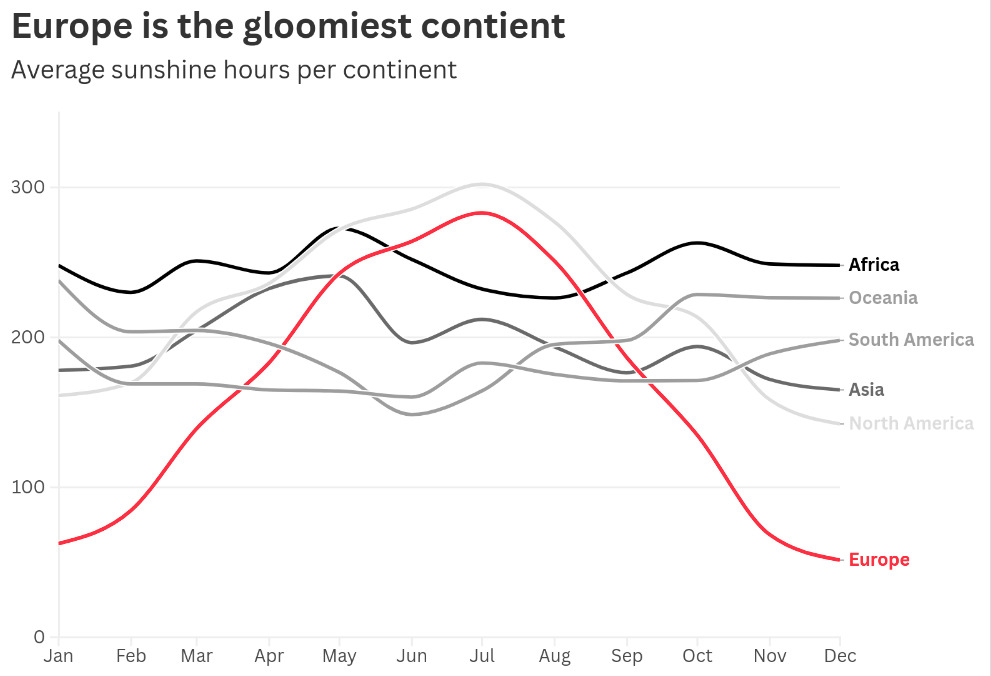 Europe is the gloomiest contient
Average sunshine hours per continent
300
200
100
0
Africa
Oceania
South America
Asia
North America
Europe
Jan Feb Mar Apr May Jun Jul Aug Sep Oct Nov Dec